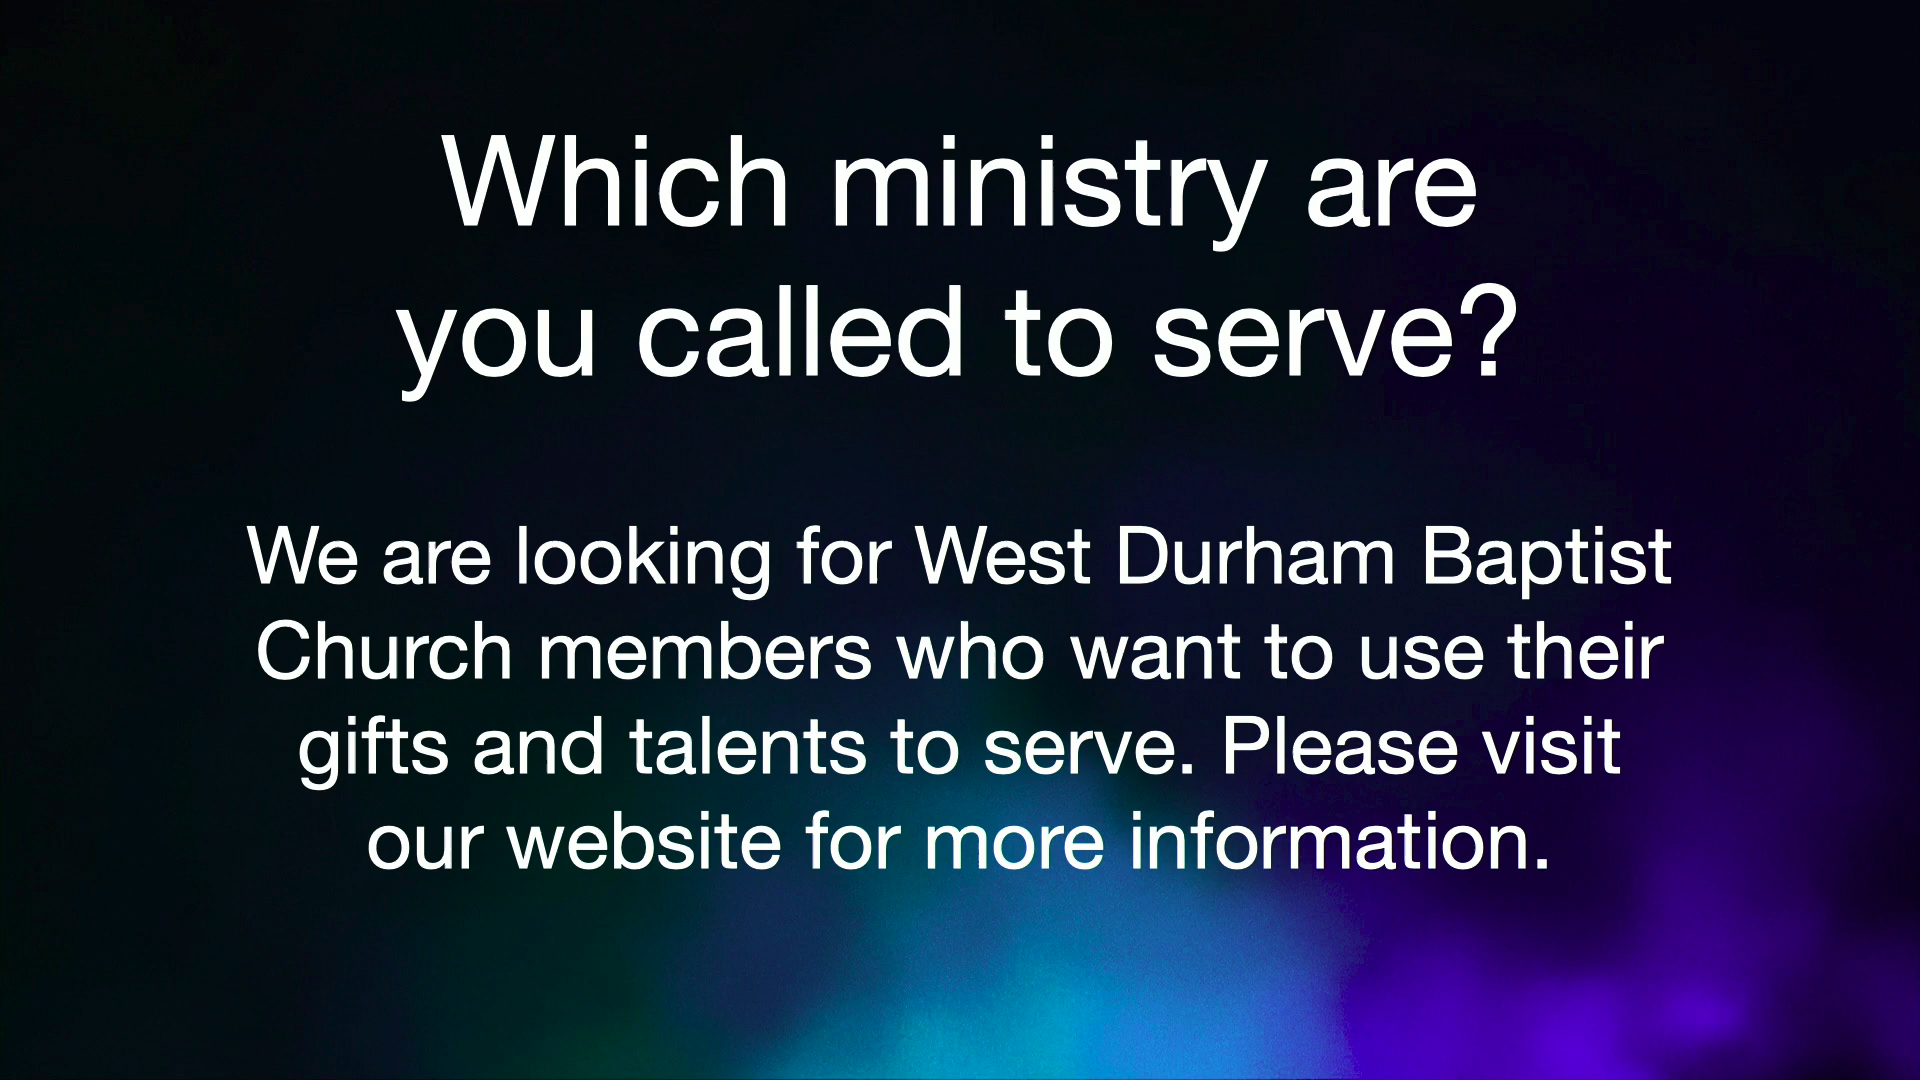 Which ministry are
you called to serve?
We are looking for West Durham Baptist
Church members who want to use their
gifts and talents to serve. Please visit
our website for more information.